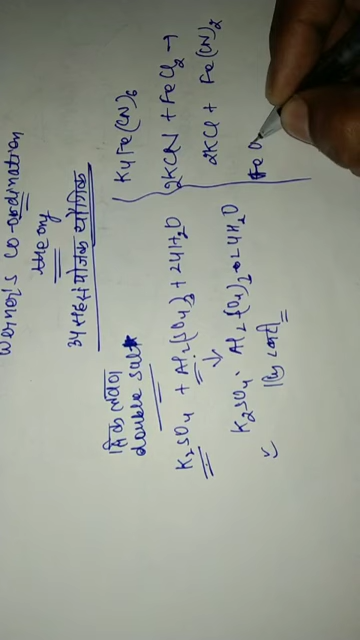 Werner's co-ordination
theory
उपसहसंयोजक यौगिक
द्विक लवण
double salt
K₂SO₄ + Al₂(SO₄)₃ + 24H₂O
↓
K₂SO₄ · Al₂(SO₄)₃ · 24H₂O
फिटकरी
K₄Fe(CN)₆
2KCN + FeCl₂ →
2KCl + Fe(CN)₂
Fe C